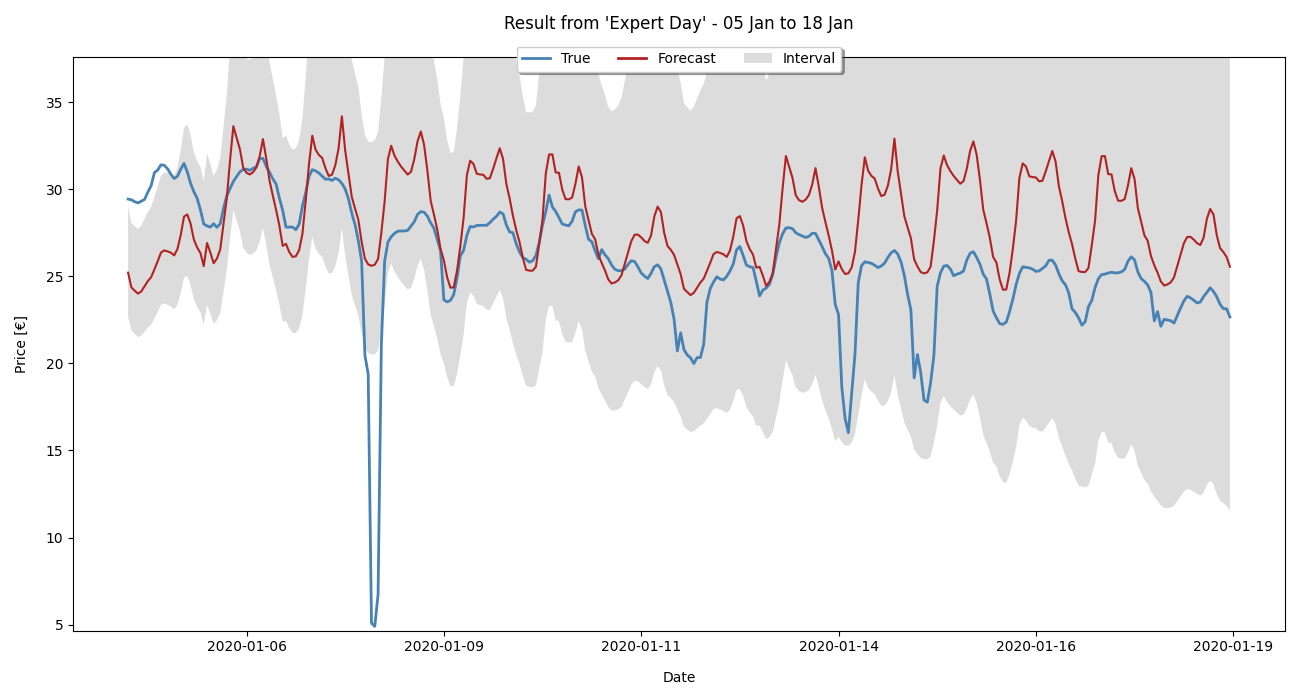 Result from 'Expert Day' - 05 Jan to 18 Jan
True Forecast Interval
35
30
25
20
15
10
5
Price [€]
2020-01-06 2020-01-09 2020-01-11 2020-01-14 2020-01-16 2020-01-19
Date